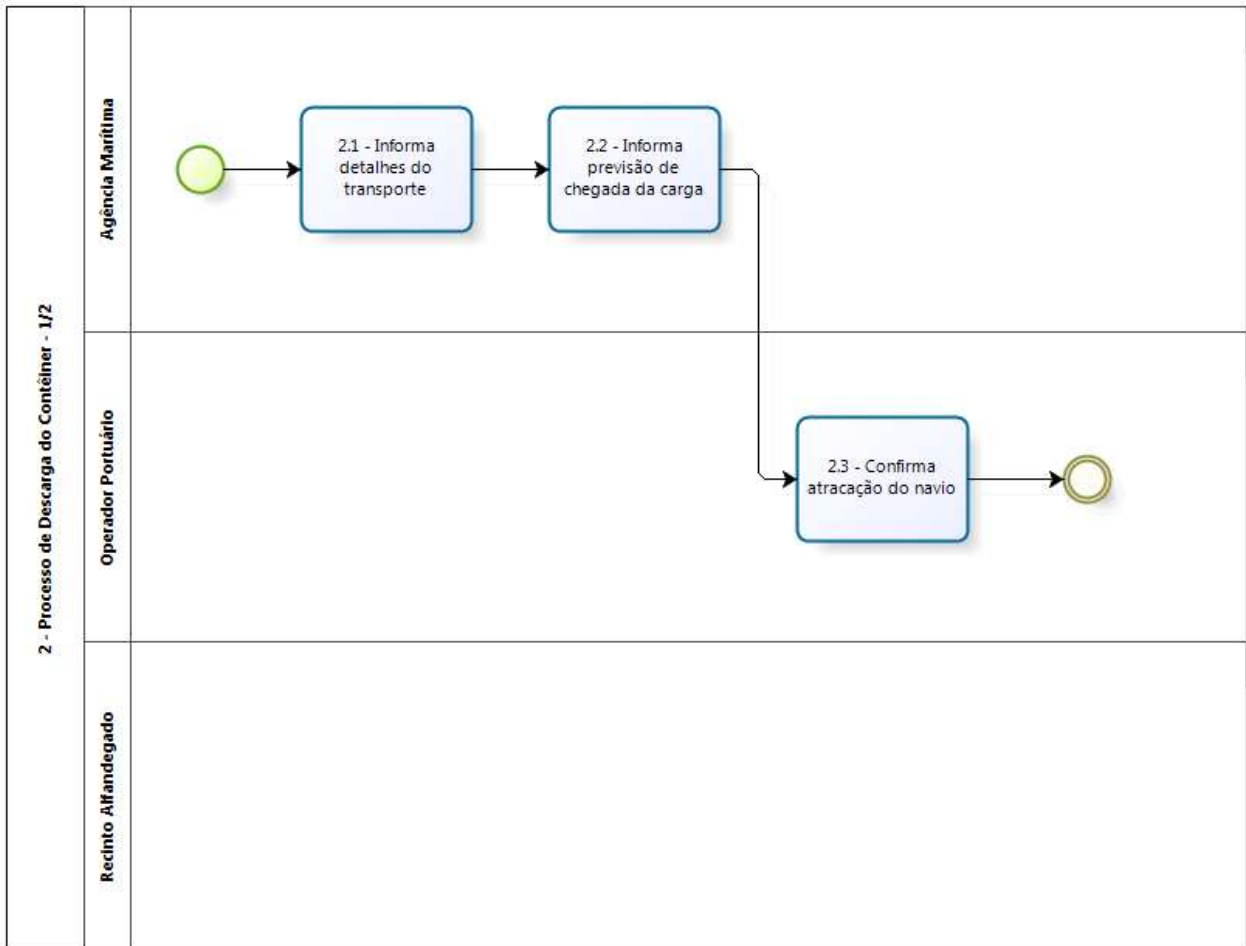 2 - Processo de Descarga do Contêiner - 1/2
Agência Marítima
2.1 - Informa
detalhes do
transporte
2.2 - Informa
previsão de
chegada da carga
Operador Portuário
2.3 - Confirma
atracação do navio
Recinto Alfandegado